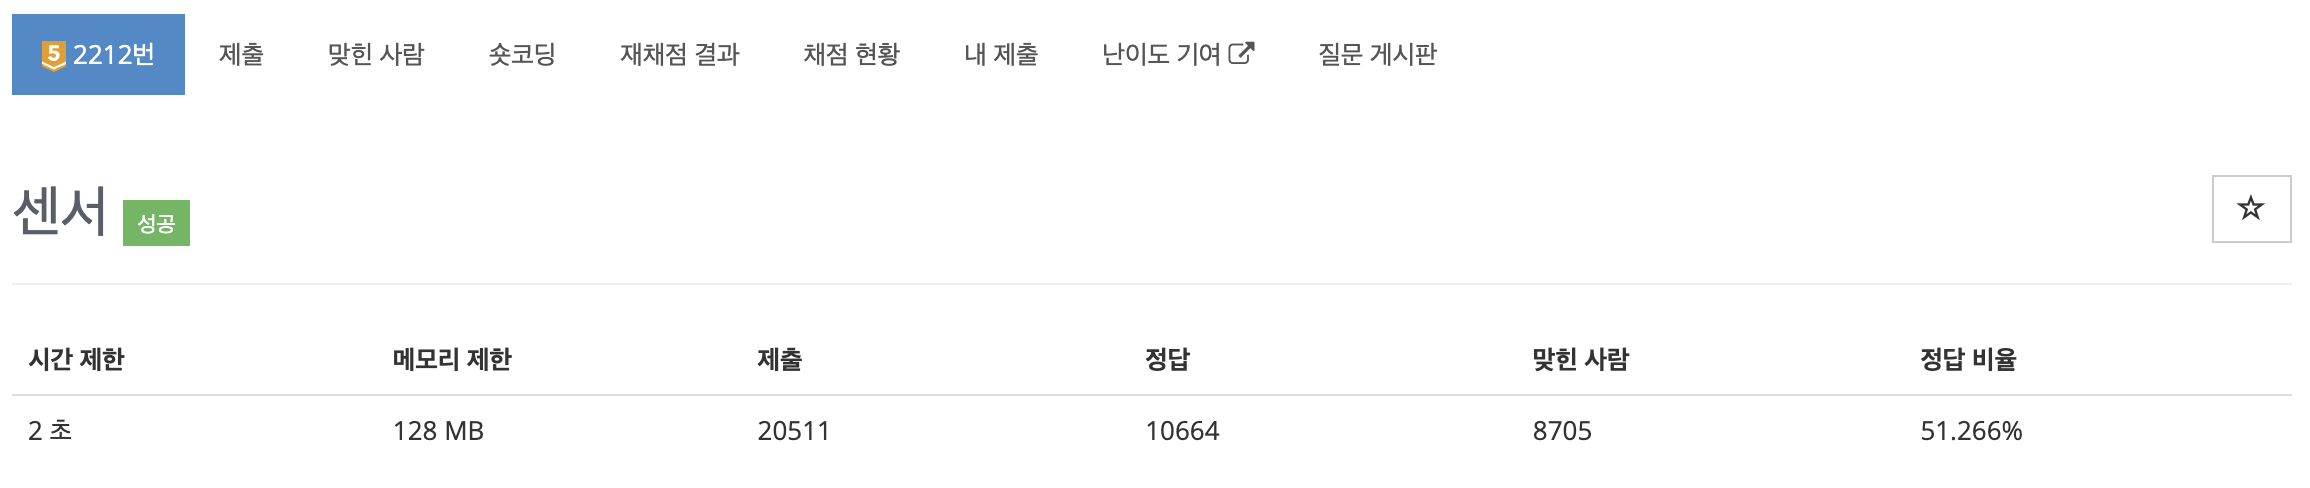 5 2212번 제출 맞힌 사람 숏코딩 재채점 결과 채점 현황 내 제출 난이도 기여 질문 게시판
센서 성공
시간 제한 메모리 제한 제출 정답 맞힌 사람 정답 비율
2 초 128 MB 20511 10664 8705 51.266%